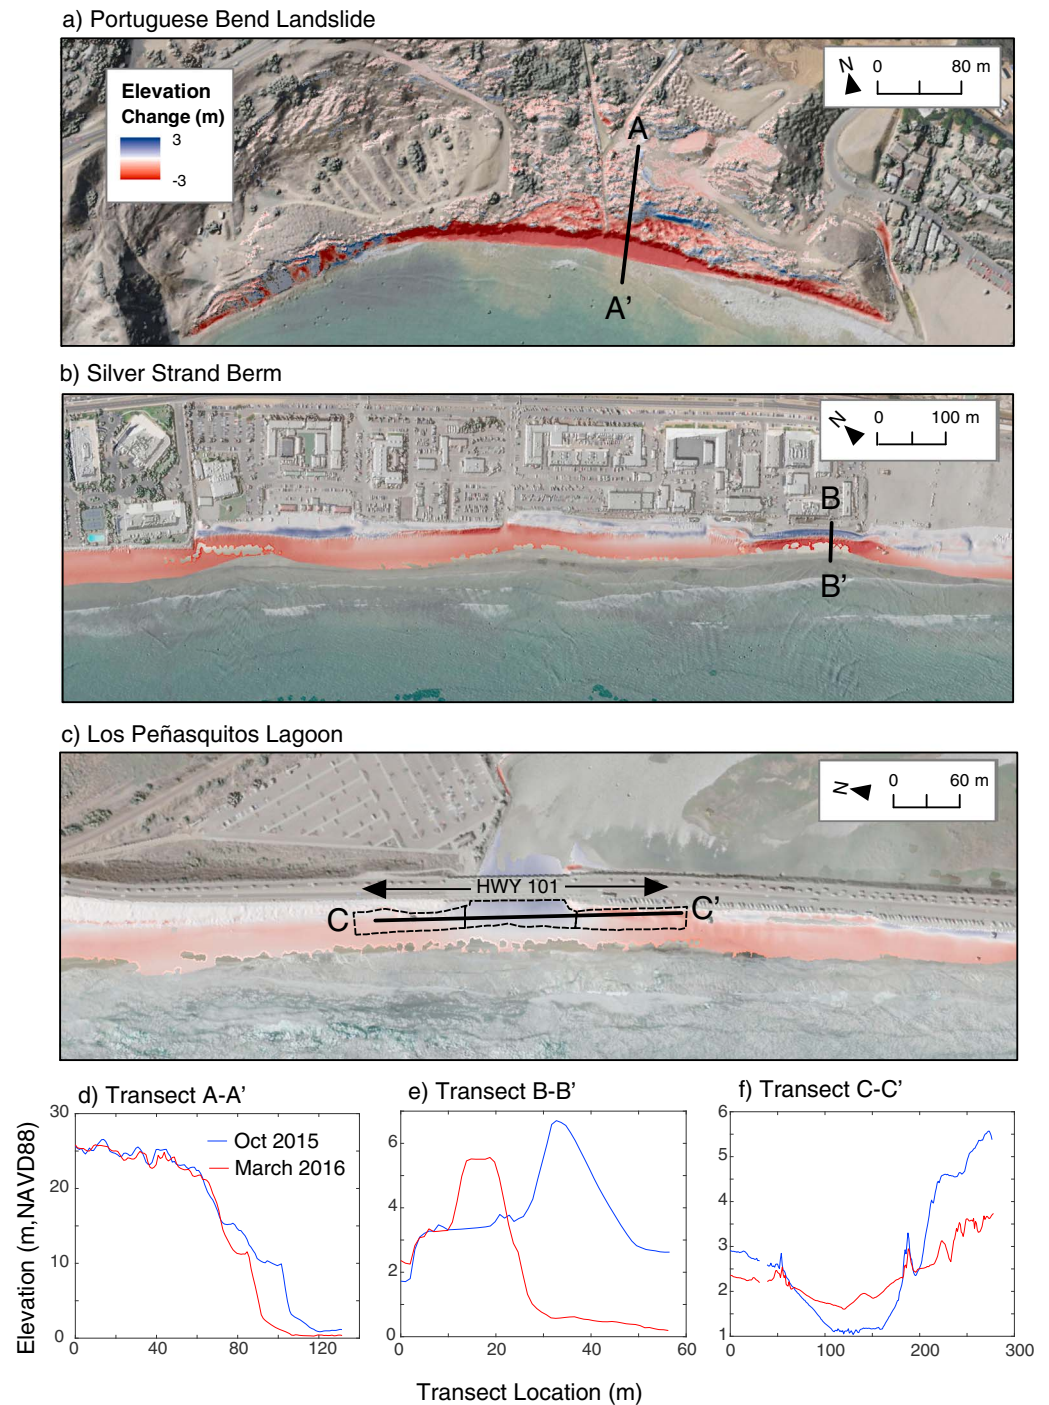 a) Portuguese Bend Landslide
Elevation
Change (m)
3
-3
N
0 80 m
A
A'
b) Silver Strand Berm
N
0 100 m
B
B'
c) Los Peñasquitos Lagoon
N
0 60 m
HWY 101
C
C'
d) Transect A-A'
e) Transect B-B'
f) Transect C-C'
Elevation (m,NAVD88)
30
20
10
0
0 40 80 120
Oct 2015
March 2016
6
4
2
0
0 20 40 60
6
5
4
3
2
1
0 100 200 300
Transect Location (m)